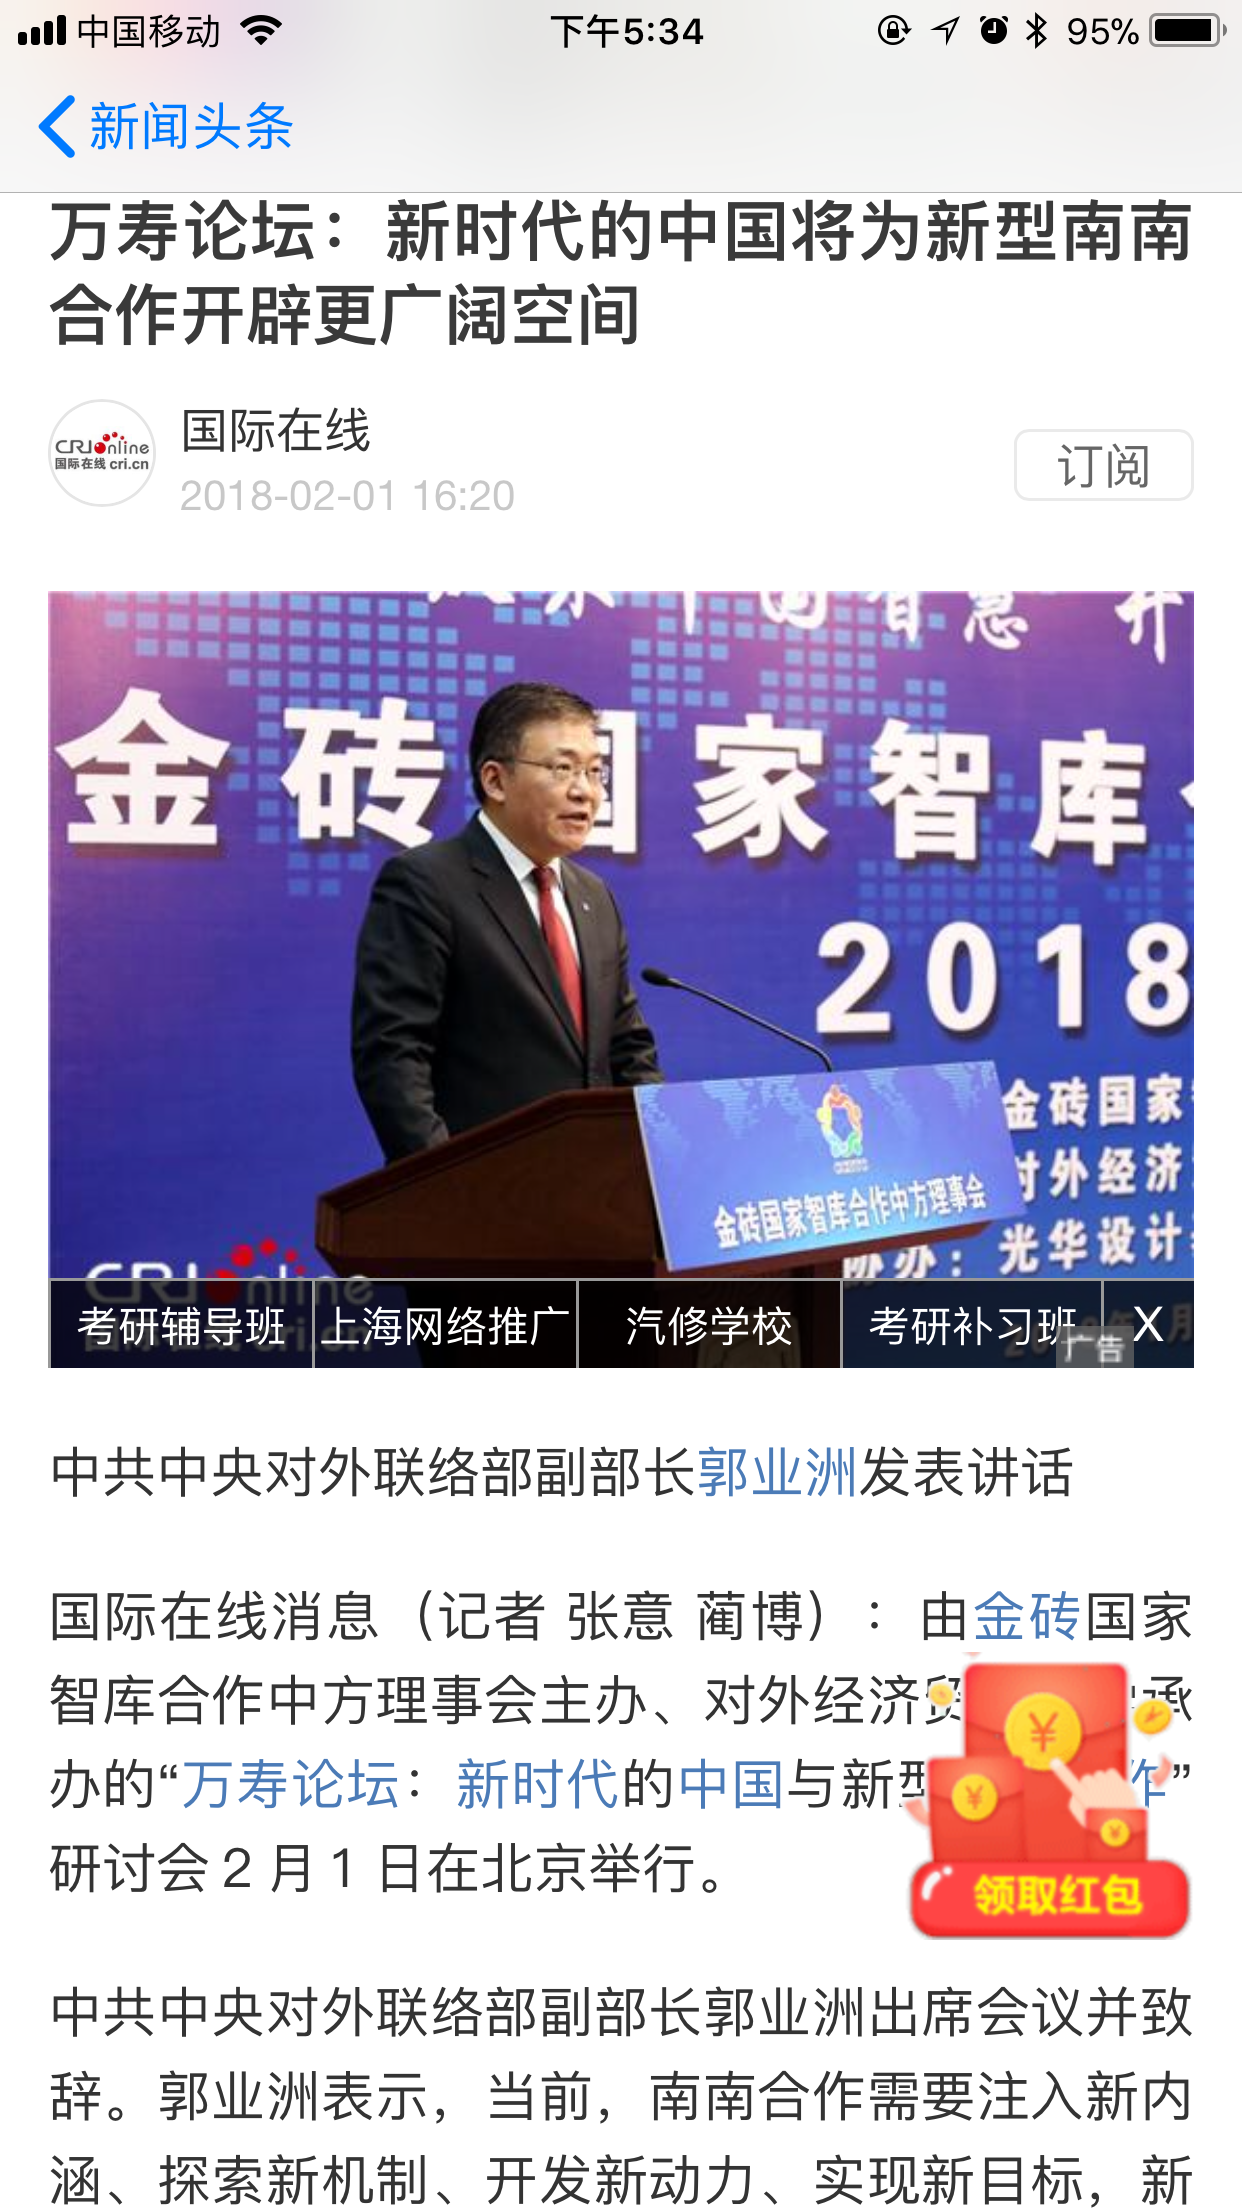 中国移动 下午5:34 95%
新闻头条
万寿论坛：新时代的中国将为新型南南
合作开辟更广阔空间
CRIonline
国际在线 cri.cn
国际在线
2018-02-01 16:20
订阅
中国智慧 开
金砖国家智库
2018
金砖国家
对外经济
协办：光华设计
金砖国家智库合作中方理事会
CRIonline
考研辅导班 上海网络推广 汽修学校 考研补习班 X
广告
中共中央对外联络部副部长郭业洲发表讲话
国际在线消息（记者 张意 蔺博）：由金砖国家
智库合作中方理事会主办、对外经济贸 承
办的“万寿论坛：新时代的中国与新型 作”
研讨会2月1日在北京举行。
领取红包
中共中央对外联络部副部长郭业洲出席会议并致
辞。郭业洲表示，当前，南南合作需要注入新内
涵、探索新机制、开发新动力、实现新目标，新